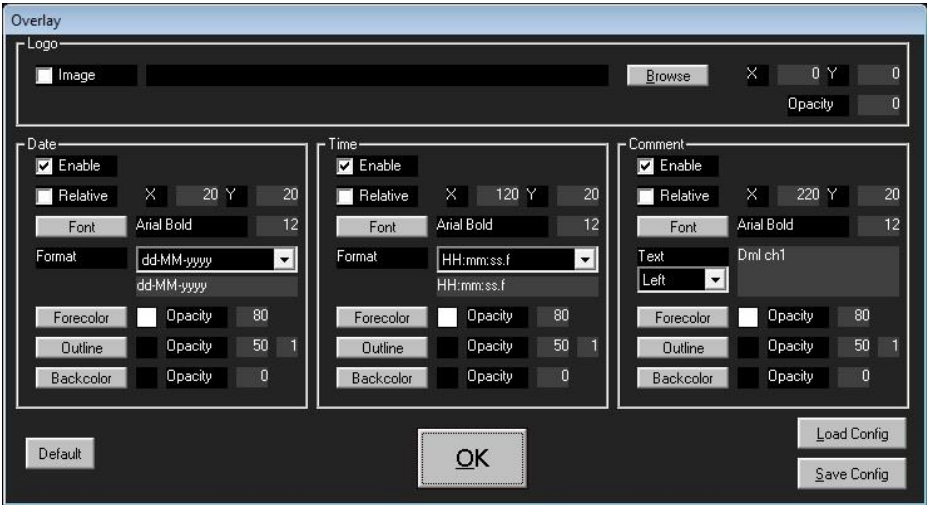 Overlay
Logo
Image Browse X 0 Y 0
Opacity 0
Date
Enable
Relative X 20 Y 20
Font Arial Bold 12
Format dd-MM-yyyy
dd-MM-yyyy
Forecolor Opacity 80
Outline Opacity 50 1
Backcolor Opacity 0
Time
Enable
Relative X 120 Y 20
Font Arial Bold 12
Format HH:mm:ss.f
HH:mm:ss.f
Forecolor Opacity 80
Outline Opacity 50 1
Backcolor Opacity 0
Comment
Enable
Relative X 220 Y 20
Font Arial Bold 12
Text Dml ch1
Left
Forecolor Opacity 80
Outline Opacity 50 1
Backcolor Opacity 0
Default
OK
Load Config
Save Config